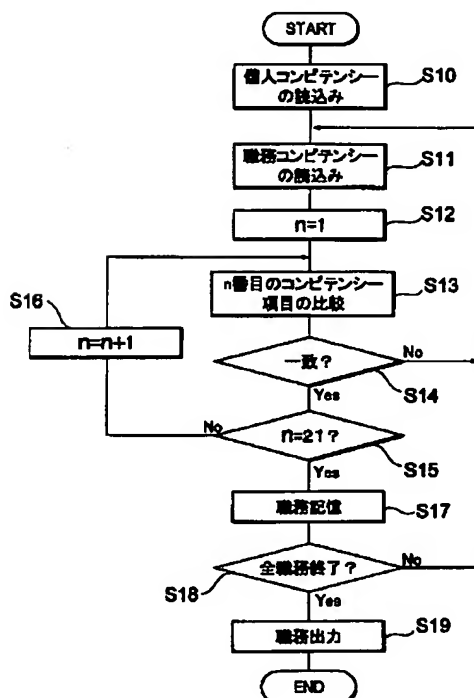 START
個人コンピテンシー
の読込み
S10
職務コンピテンシー
の読込み
S11
n=1
S12
n番目のコンピテンシー
項目の比較
S13
S16
n=n+1
一致?
No
S14
Yes
n=21?
No
S15
Yes
職務記憶
S17
全職務終了?
No
S18
Yes
職務出力
S19
END